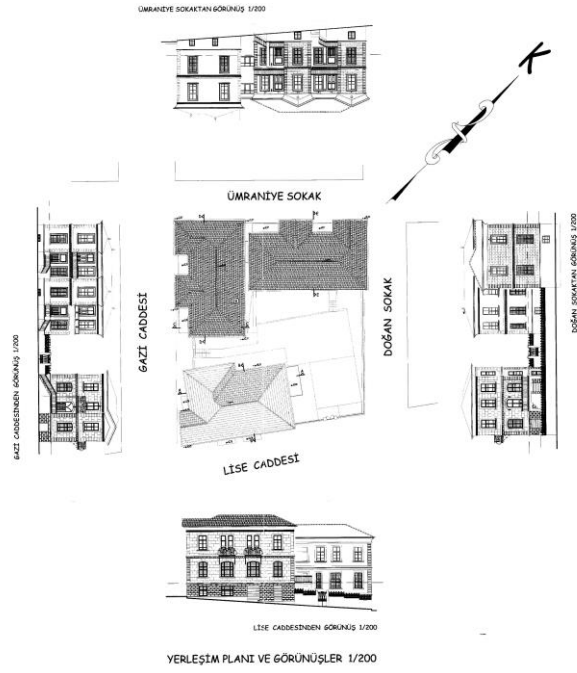 ÜMRANİYE SOKAKTAN GÖRÜNÜŞ 1/200
K
ÜMRANİYE SOKAK
GAZİ CADDESİNDEN GÖRÜNÜŞ 1/200
GAZİ CADDESİ
DOĞAN SOKAK
DOĞAN SOKAKTAN GÖRÜNÜŞ 1/200
LİSE CADDESİ
LİSE CADDESİNDEN GÖRÜNÜŞ 1/200
YERLEŞİM PLANI VE GÖRÜNÜŞLER 1/200